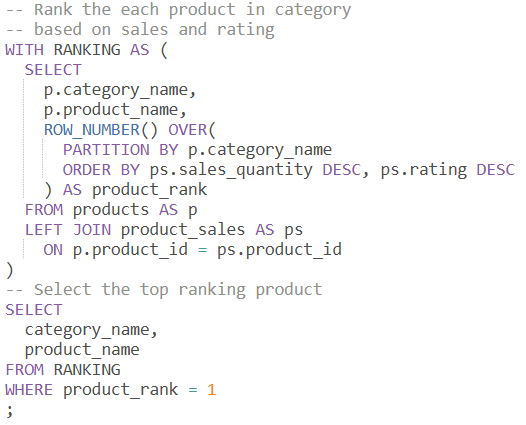 -- Rank the each product in category
-- based on sales and rating
WITH RANKING AS (
  SELECT
    p.category_name,
    p.product_name,
    ROW_NUMBER() OVER(
      PARTITION BY p.category_name
      ORDER BY ps.sales_quantity DESC, ps.rating DESC
    ) AS product_rank
  FROM products AS p
  LEFT JOIN product_sales AS ps
    ON p.product_id = ps.product_id
)
-- Select the top ranking product
SELECT
  category_name,
  product_name
FROM RANKING
WHERE product_rank = 1
;